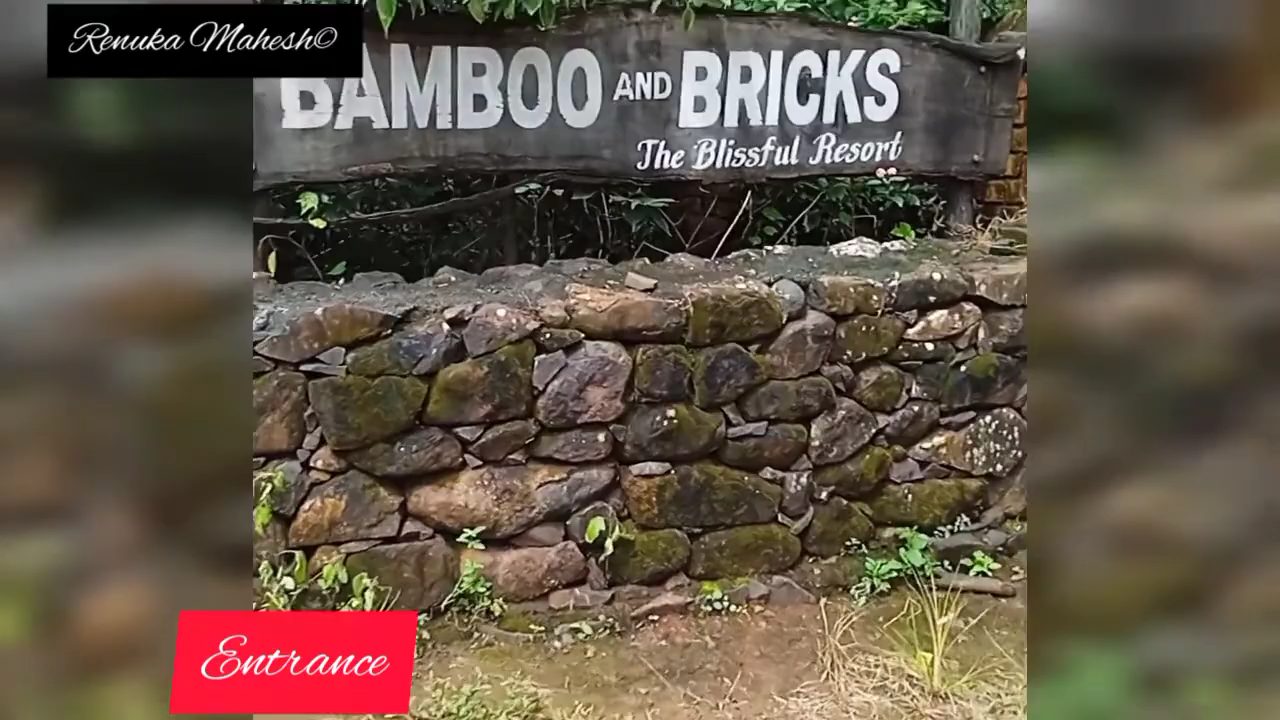 Renuka Mahesh©
BAMBOO AND BRICKS
The Blissful Resort
Entrance